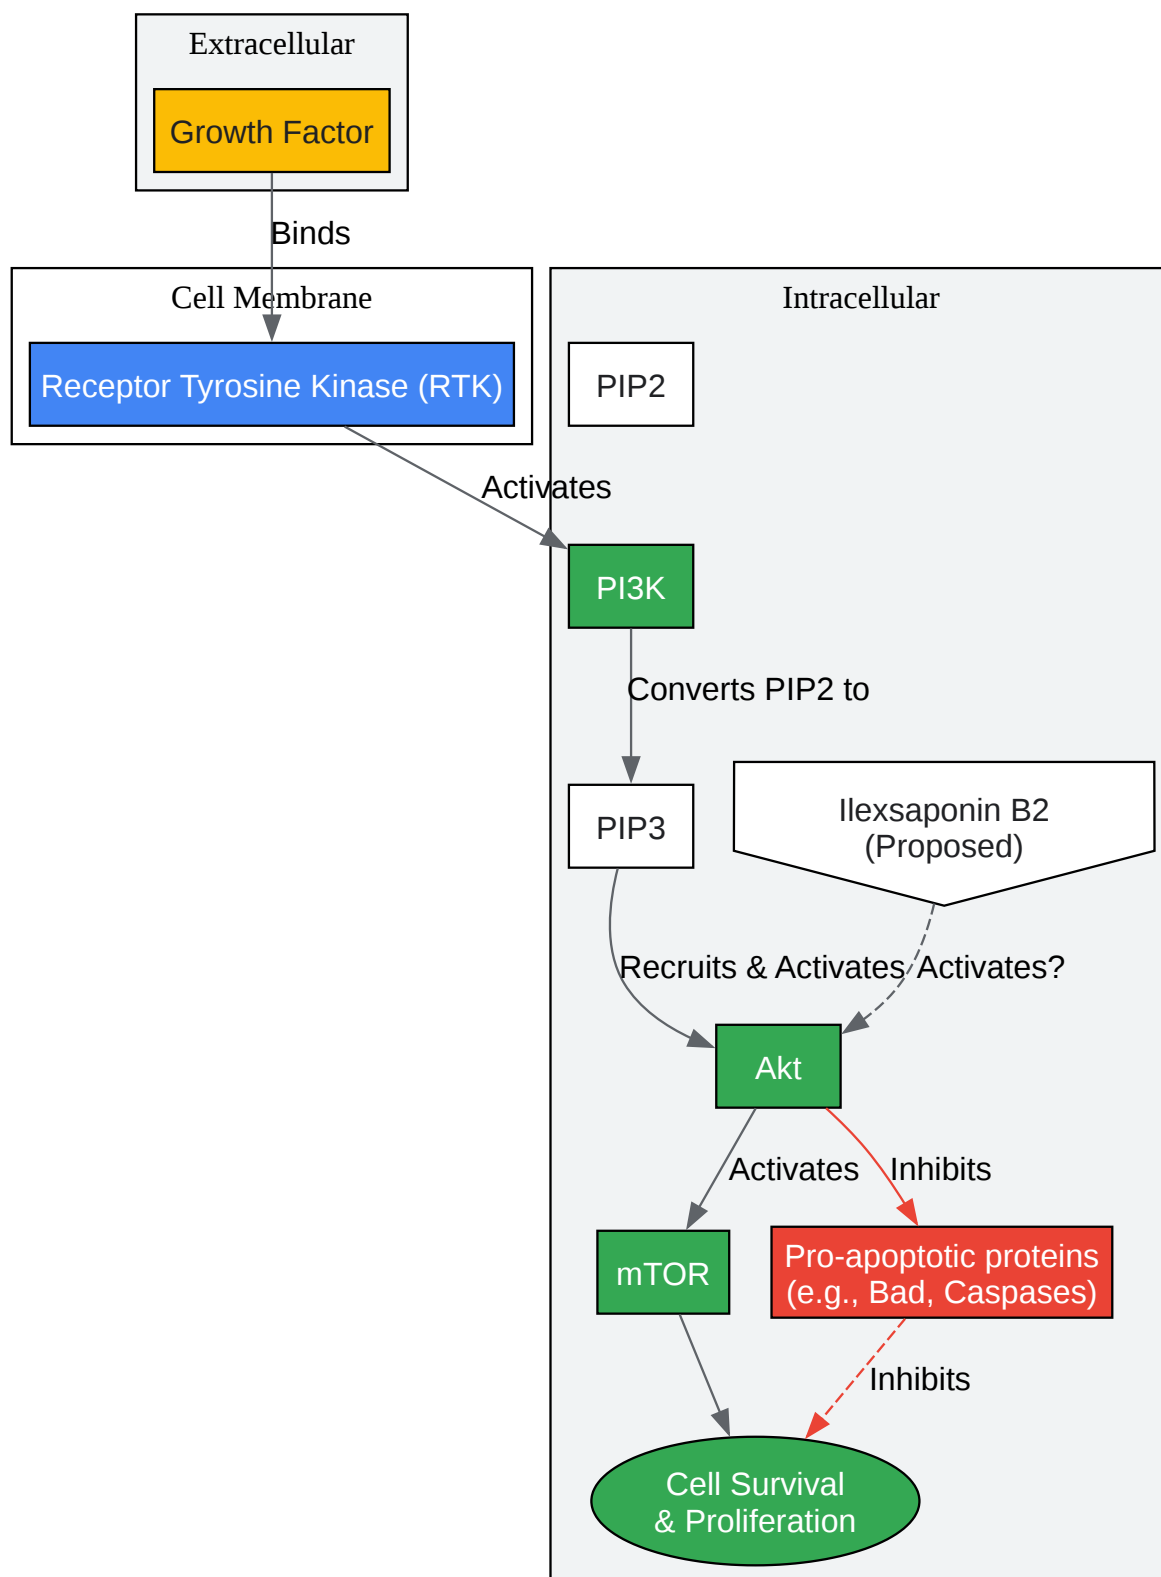 Extracellular
Growth Factor
Binds
Cell Membrane
Intracellular
Receptor Tyrosine Kinase (RTK)
PIP2
Activates
PI3K
Converts PIP2 to
PIP3
Ilexsaponin B2
(Proposed)
Recruits & Activates
Activates?
Akt
Activates
Inhibits
mTOR
Pro-apoptotic proteins
(e.g., Bad, Caspases)
Inhibits
Cell Survival
& Proliferation